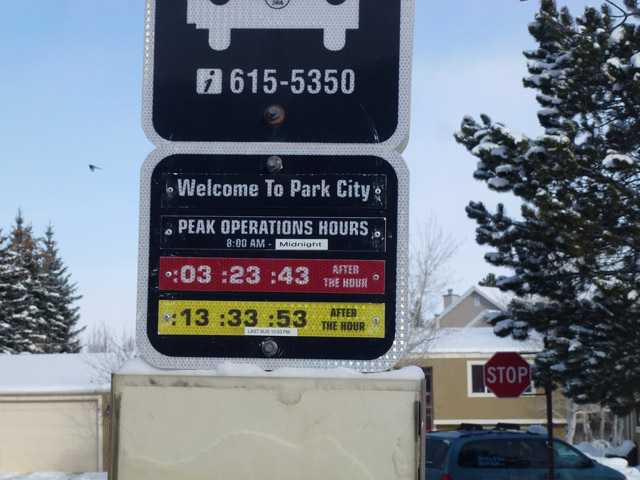 i 615-5350
Welcome To Park City
PEAK OPERATIONS HOURS
8:00 AM - Midnight
:03 :23 :43 AFTER THE HOUR
:13 :33 :53 AFTER THE HOUR
LAST BUS 10:53 PM
STOP